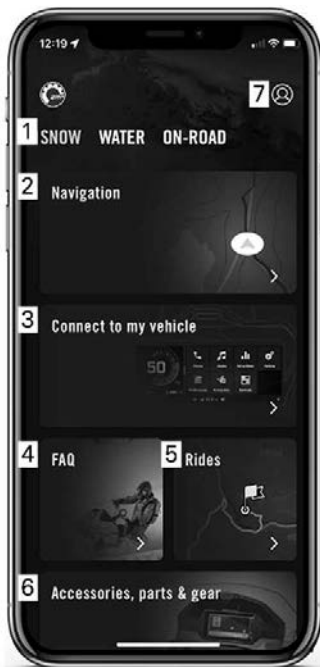 12:19
7
1 SNOW WATER ON-ROAD
2 Navigation
3 Connect to my vehicle
50
4 FAQ 5 Rides
6 Accessories, parts & gear